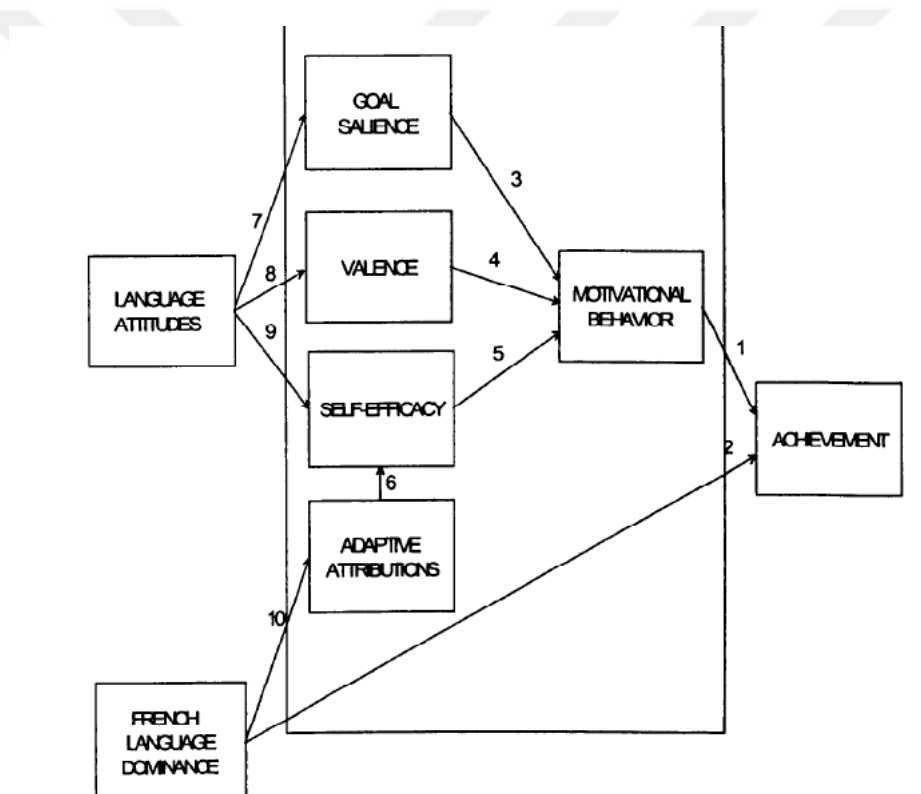 GOAL
SALIENCE
3
7
VALENCE
4
8
LANGUAGE
ATTITUDES
MOTIVATIONAL
BEHAVIOR
9
5
1
SELF-EFFICACY
ACHIEVEMENT
2
6
ADAPTIVE
ATTRIBUTIONS
10
FRENCH
LANGUAGE
DOMINANCE